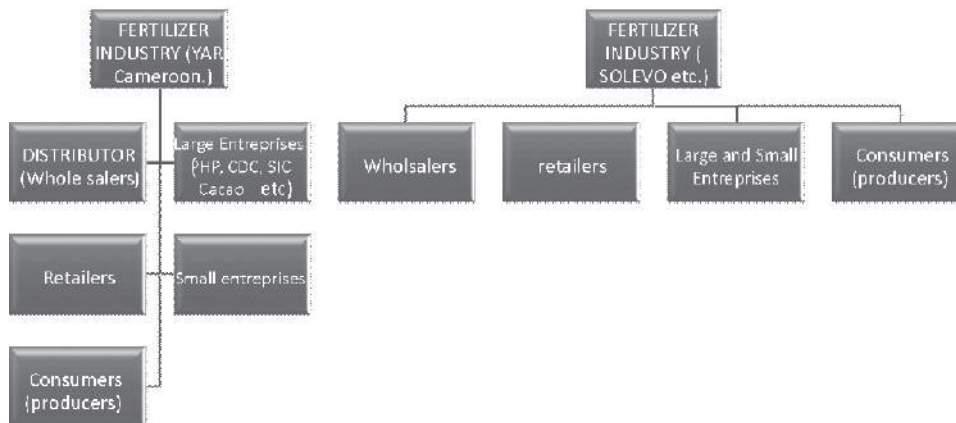 FERTILIZER
INDUSTRY (YAR
Cameroon.)
DISTRIBUTOR
(Whole salers)
Large Entreprises
(PHP, CDC, SIC
Cacao etc)
Retailers
Small entreprises
Consumers
(producers)
FERTILIZER
INDUSTRY (
SOLEVO etc.)
Wholsalers
retailers
Large and Small
Entreprises
Consumers
(producers)